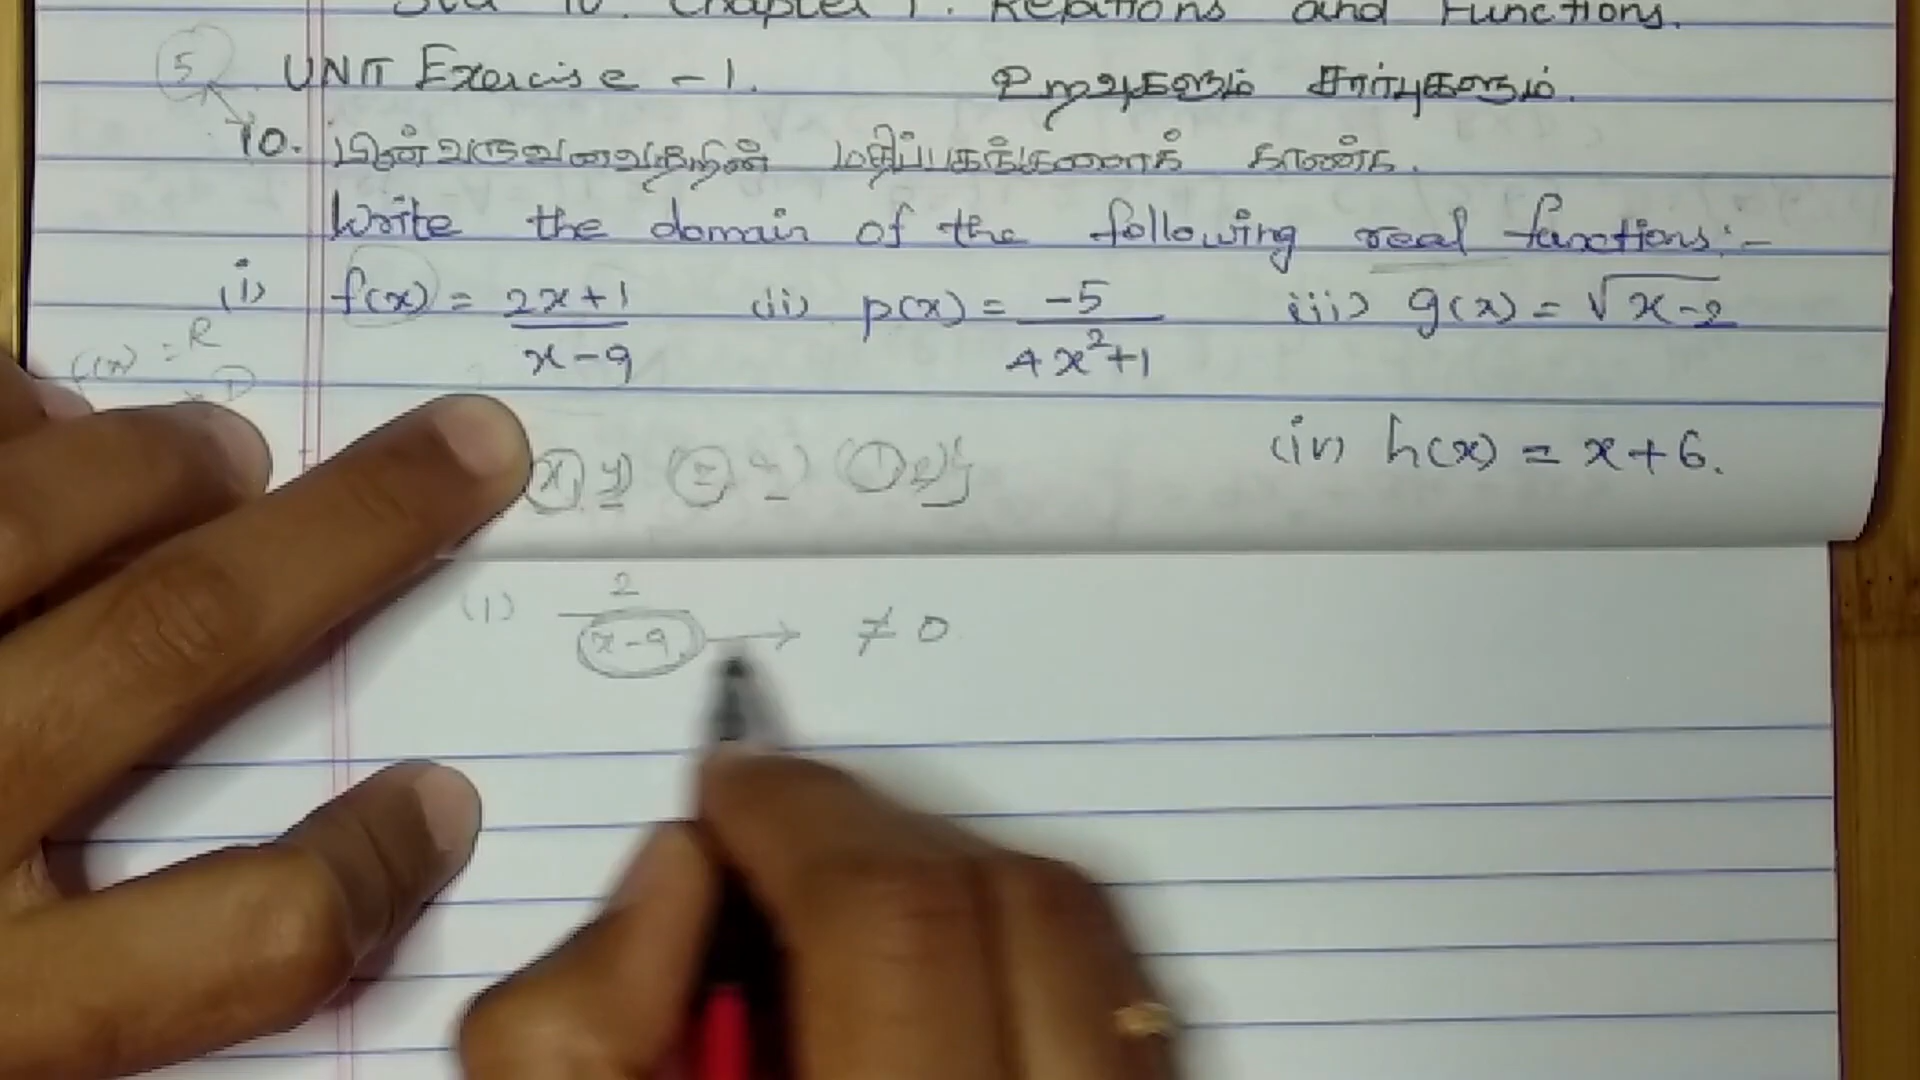 Std 10. Chapter 1. Relations and Functions.
5 UNIT Exercise - 1. உறவுகளும் சார்புகளும்.
10. பின்வருவனவற்றின் மதிப்பகங்களைக் காண்க.
Write the domain of the following real functions:-
(i) f(x) = 2x+1 / x-9 (ii) p(x) = -5 / 4x²+1 iii) g(x) = √x-2
f(x) = R
(iv) h(x) = x+6.
(1) 2 / x-9 → ≠ 0